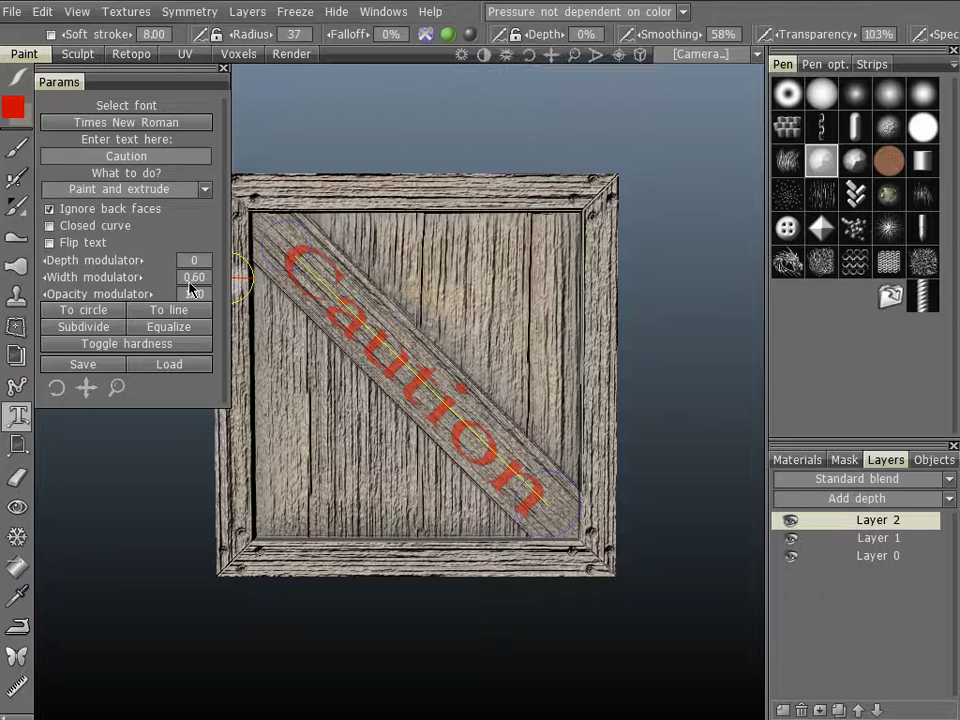 File Edit View Textures Symmetry Layers Freeze Hide Windows Help Pressure not dependent on color
Soft stroke: 8.00 Radius: 37 Falloff: 0% Depth: 0% Smoothing: 58% Transparency: 103% Spec
Paint Sculpt Retopo UV Voxels Render [Camera_]
Params
Select font
Times New Roman
Enter text here:
Caution
What to do?
Paint and extrude
Ignore back faces
Closed curve
Flip text
Depth modulator 0
Width modulator 0.60
Opacity modulator
To circle To line
Subdivide Equalize
Toggle hardness
Save Load
Caution
Pen Pen opt. Strips
Materials Mask Layers Objects
Standard blend
Add depth
Layer 2
Layer 1
Layer 0